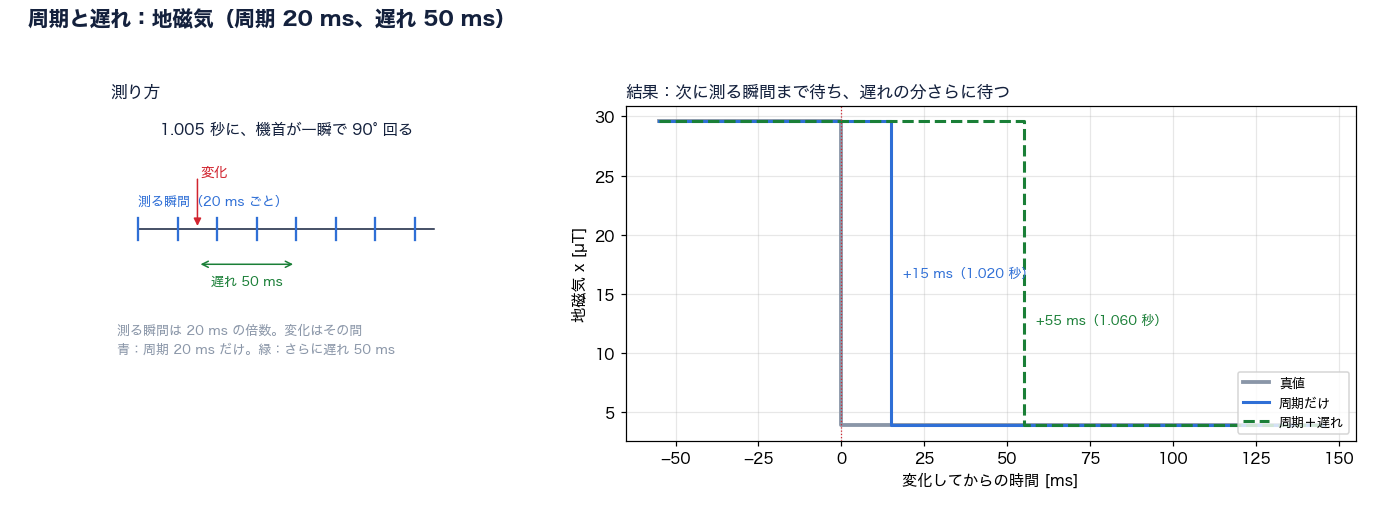 周期と遅れ：地磁気（周期 20 ms、遅れ 50 ms）
測り方
1.005 秒に、機首が一瞬で 90° 回る
変化
測る瞬間（20 ms ごと）
遅れ 50 ms
測る瞬間は 20 ms の倍数。変化はその間
青：周期 20 ms だけ。緑：さらに遅れ 50 ms
結果：次に測る瞬間まで待ち、遅れの分さらに待つ
地磁気 x [μT]
30
25
20
15
10
5
+15 ms（1.020 秒）
+55 ms（1.060 秒）
真値
周期だけ
周期＋遅れ
−50
−25
0
25
50
75
100
125
150
変化してからの時間 [ms]